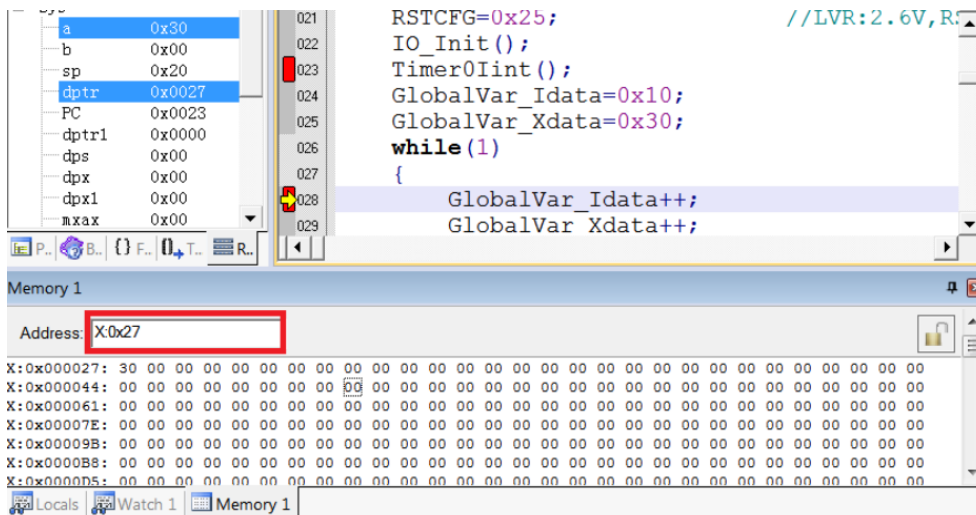 a 0x30
b 0x00
sp 0x20
dptr 0x0027
PC 0x0023
dptr1 0x0000
dps 0x00
dpx 0x00
dpx1 0x00
mxax 0x00
P.. B.. {} F.. 0 T.. R..
021 RSTCFG=0x25; //LVR:2.6V,R
022 IO_Init();
023 Timer0Iint();
024 GlobalVar_Idata=0x10;
025 GlobalVar_Xdata=0x30;
026 while(1)
027 {
028 GlobalVar_Idata++;
029 GlobalVar_Xdata++;
Memory 1
Address: X:0x27
X:0x000027: 30 00 00 00 00 00 00 00 00 00 00 00 00 00 00 00 00 00 00 00 00 00 00 00 00 00 00 00 00
X:0x000044: 00 00 00 00 00 00 00 00 00 00 00 00 00 00 00 00 00 00 00 00 00 00 00 00 00 00 00 00 00
X:0x000061: 00 00 00 00 00 00 00 00 00 00 00 00 00 00 00 00 00 00 00 00 00 00 00 00 00 00 00 00 00
X:0x00007E: 00 00 00 00 00 00 00 00 00 00 00 00 00 00 00 00 00 00 00 00 00 00 00 00 00 00 00 00 00
X:0x00009B: 00 00 00 00 00 00 00 00 00 00 00 00 00 00 00 00 00 00 00 00 00 00 00 00 00 00 00 00 00
X:0x0000B8: 00 00 00 00 00 00 00 00 00 00 00 00 00 00 00 00 00 00 00 00 00 00 00 00 00 00 00 00 00
X:0x0000D5: 00 00 00 00 00 00 00 00 00 00 00 00 00 00 00 00 00 00 00 00 00 00 00 00 00 00 00 00 00
Locals Watch 1 Memory 1